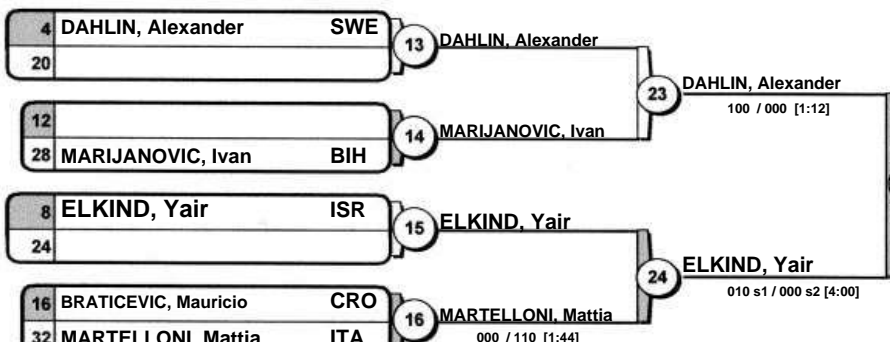 4 DAHLIN, Alexander SWE
20
13 DAHLIN, Alexander
12
28 MARIJANOVIC, Ivan BIH
14 MARIJANOVIC, Ivan
23 DAHLIN, Alexander
100 / 000 [1:12]
8 ELKIND, Yair ISR
24
15 ELKIND, Yair
16 BRATICEVIC, Mauricio CRO
32 MARTELLONI, Mattia ITA
16 MARTELLONI, Mattia
000 / 110 [1:44]
24 ELKIND, Yair
010 s1 / 000 s2 [4:00]